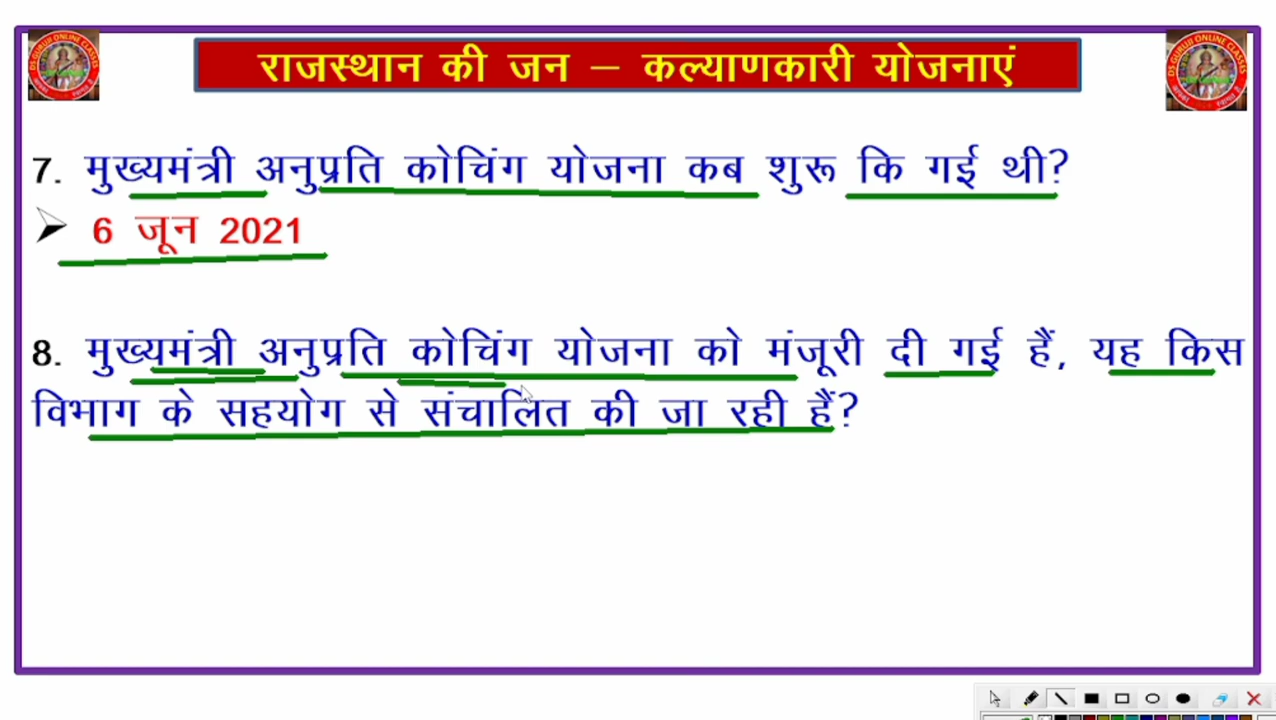 राजस्थान की जन – कल्याणकारी योजनाएं
7. मुख्यमंत्री अनुप्रति कोचिंग योजना कब शुरू कि गई थी?
➢ 6 जून 2021
8. मुख्यमंत्री अनुप्रति कोचिंग योजना को मंजूरी दी गई हैं, यह किस
विभाग के सहयोग से संचालित की जा रही हैं?